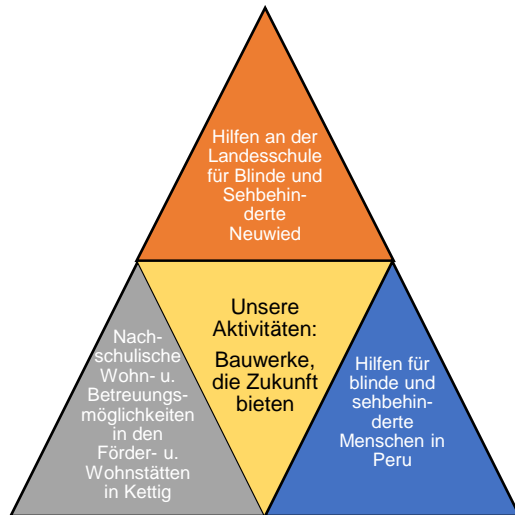 Hilfen an der
Landesschule
für Blinde und
Sehbehin-
derte
Neuwied
Unsere
Aktivitäten:
Bauwerke,
die Zukunft
bieten
Nach-
schulische
Wohn- u.
Betreuungs-
möglichkeiten
in den
Förder- u.
Wohnstätten
in Kettig
Hilfen für
blinde und
sehbehin-
derte
Menschen in
Peru